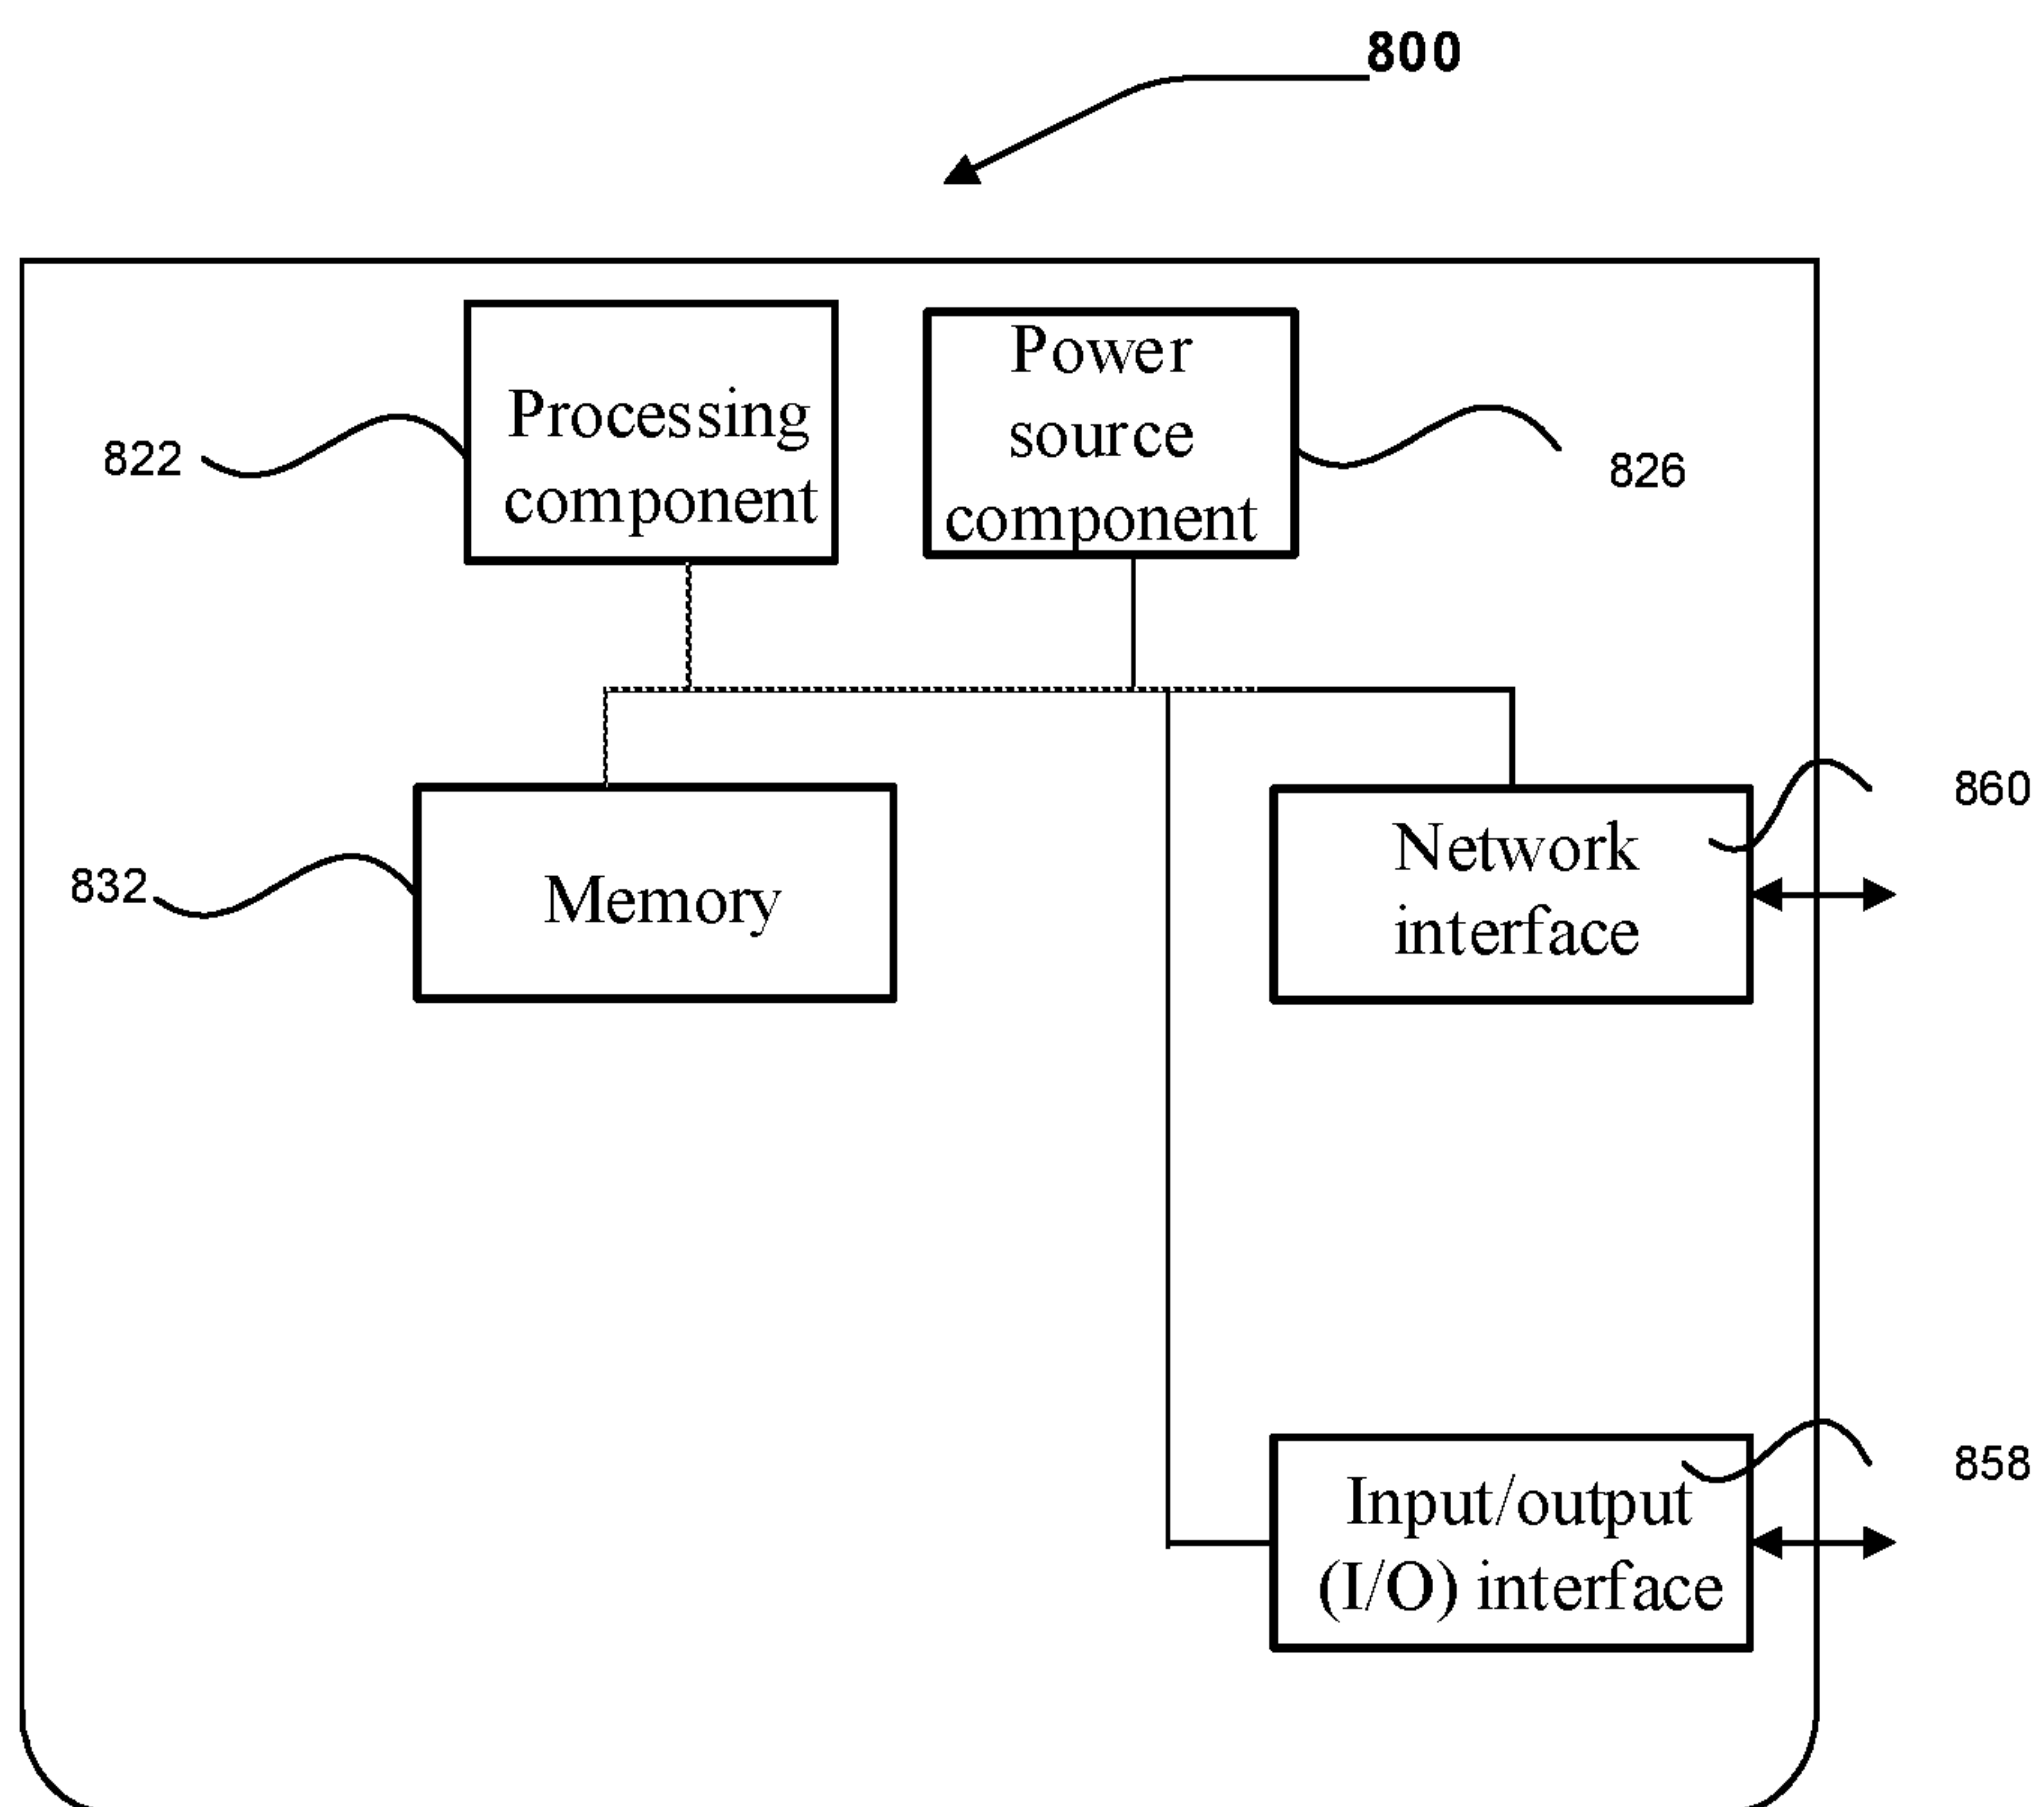 800
Processing
component
822
Power
source
component
826
Memory
832
Network
interface
860
Input/output
(I/O) interface
858